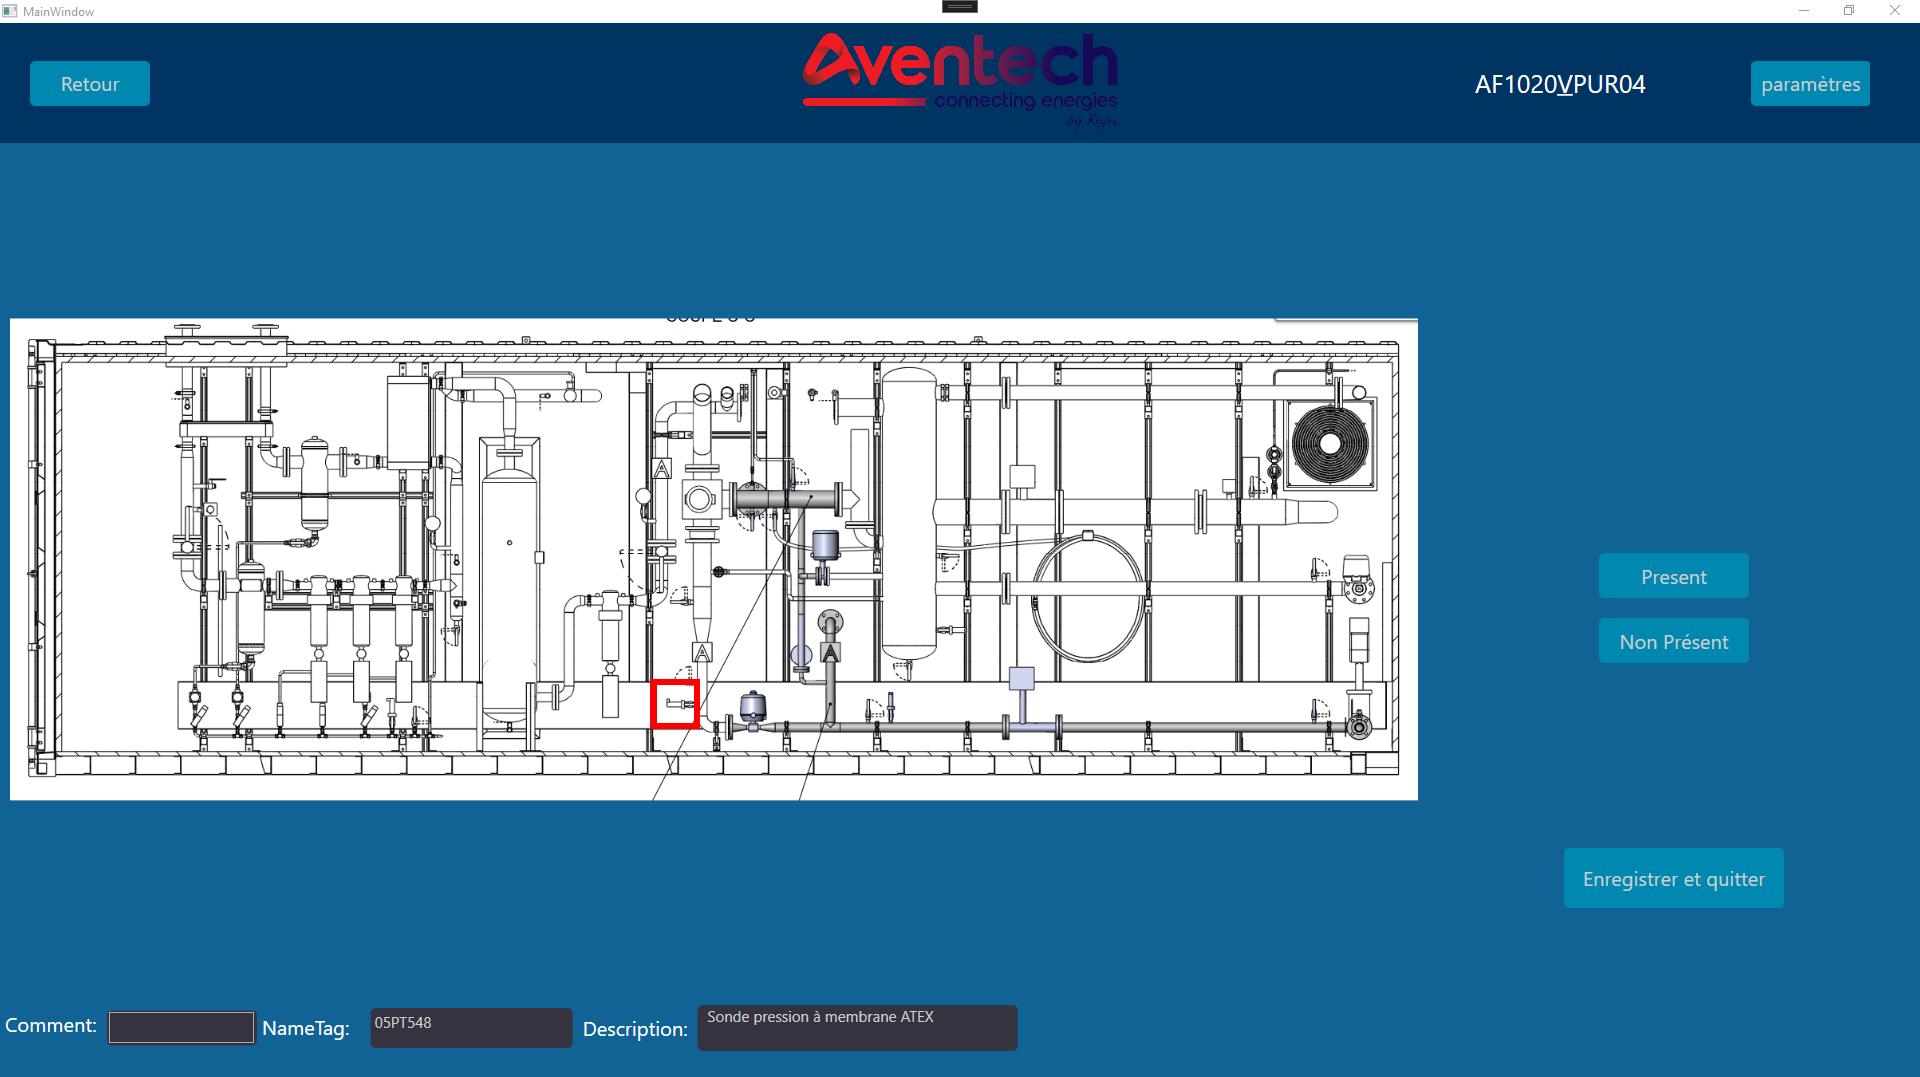 MainWindow
Retour
Aventech
connecting energies
by Reyes
AF1020VPUR04
paramètres
Present
Non Présent
Enregistrer et quitter
Comment:
NameTag:
05PT548
Description:
Sonde pression à membrane ATEX